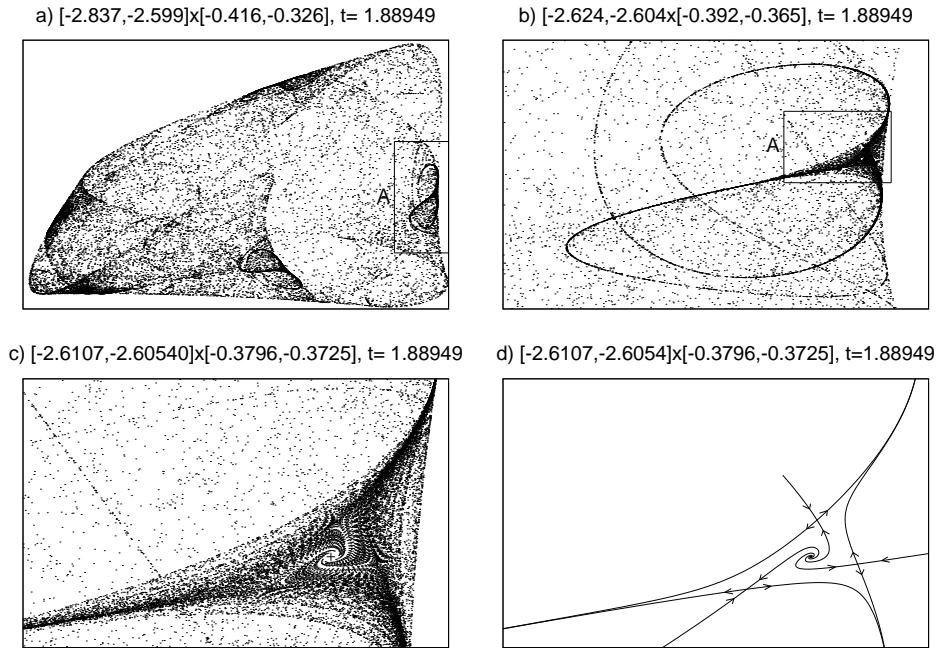 a) [-2.837,-2.599]x[-0.416,-0.326], t= 1.88949
b) [-2.624,-2.604x[-0.392,-0.365], t= 1.88949
A
A
c) [-2.6107,-2.60540]x[-0.3796,-0.3725], t= 1.88949
d) [-2.6107,-2.6054]x[-0.3796,-0.3725], t=1.88949